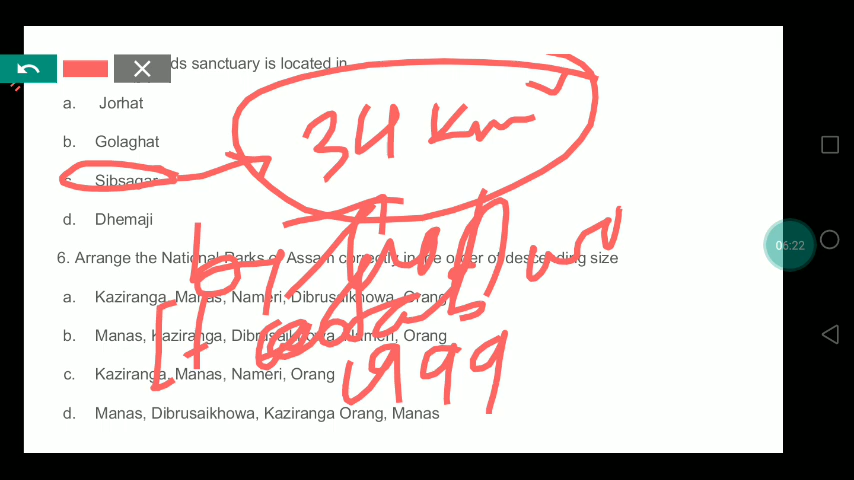 ds sanctuary is located in
a. Jorhat
34 Km
b. Golaghat
c. Sibsagar
d. Dhemaji
06:22
6. Arrange the National Parks of Assam correctly in the order of descending size
a. Kaziranga, Manas, Nameri, Dibrusaikhowa, Orang
b. Manas, Kaziranga, Dibrusaikhowa, Nameri, Orang
c. Kaziranga, Manas, Nameri, Orang
1999
d. Manas, Dibrusaikhowa, Kaziranga Orang, Manas